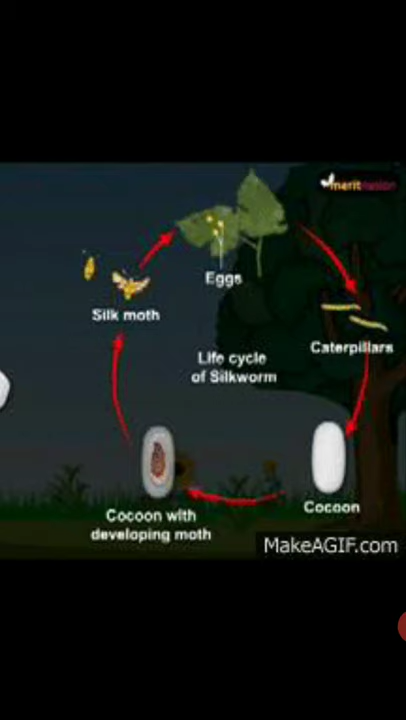 meritnation
Eggs
Silk moth
Caterpillars
Life cycle
of Silkworm
Cocoon
Cocoon with
developing moth
MakeAGIF.com